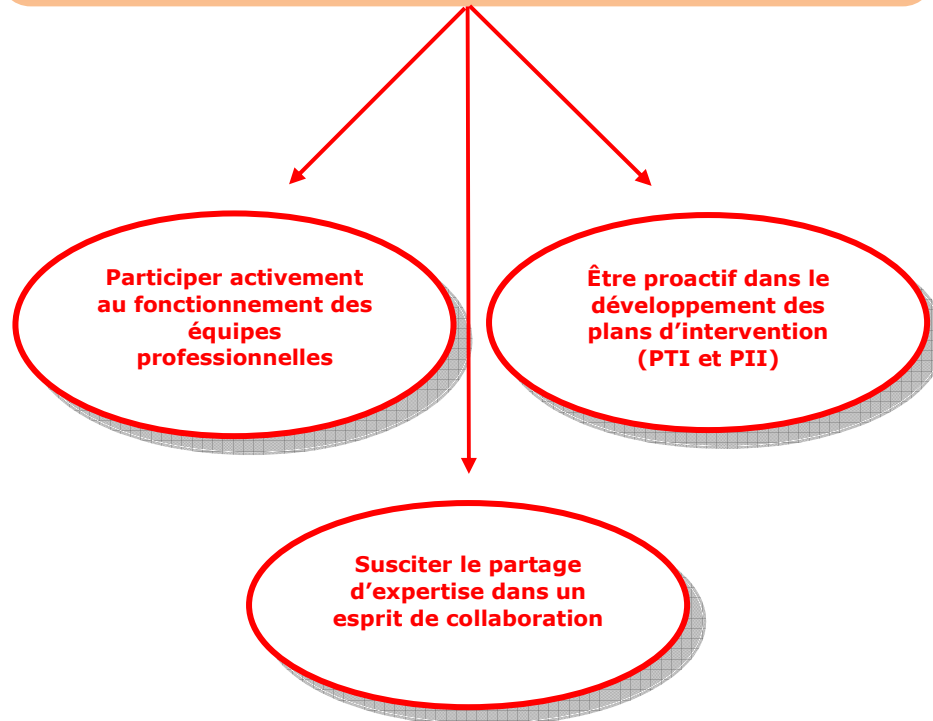 Participer activement
au fonctionnement des
équipes
professionnelles
Être proactif dans le
développement des
plans d’intervention
(PTI et PII)
Susciter le partage
d’expertise dans un
esprit de collaboration